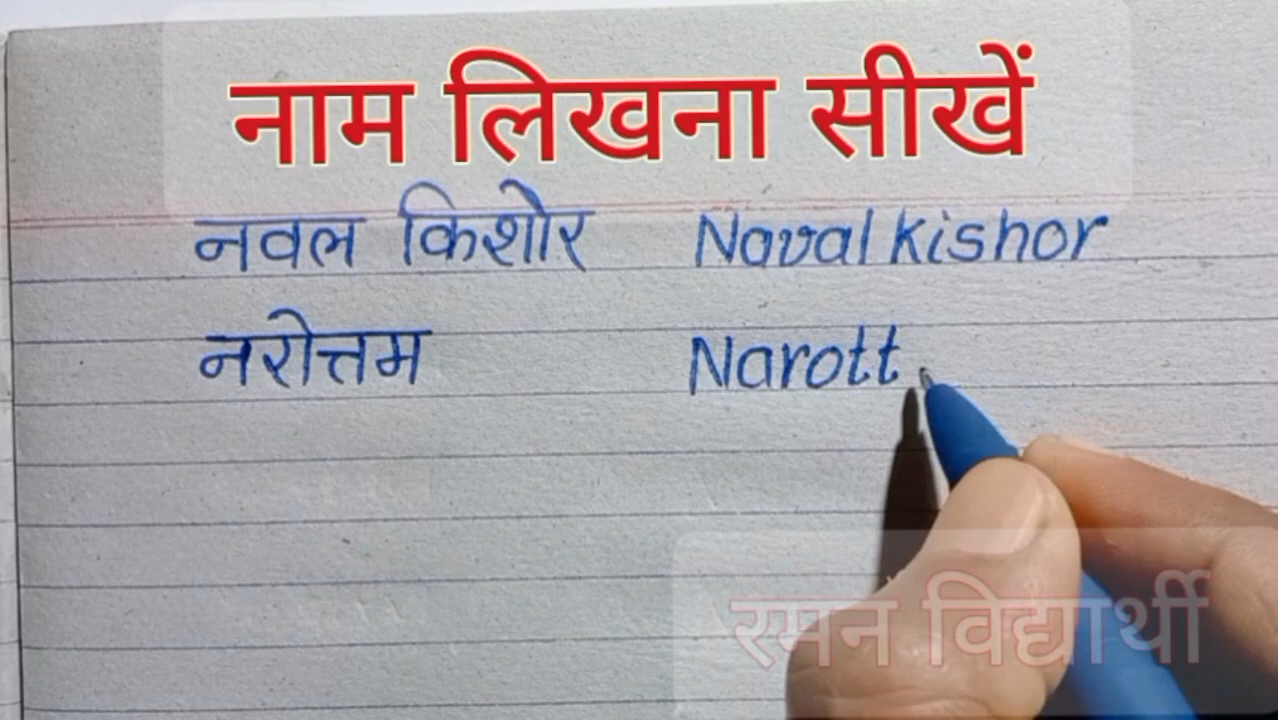 नाम लिखना सीखें
नवल किशोर Naval Kishor
नरोत्तम Narott
रमन विद्यार्थी